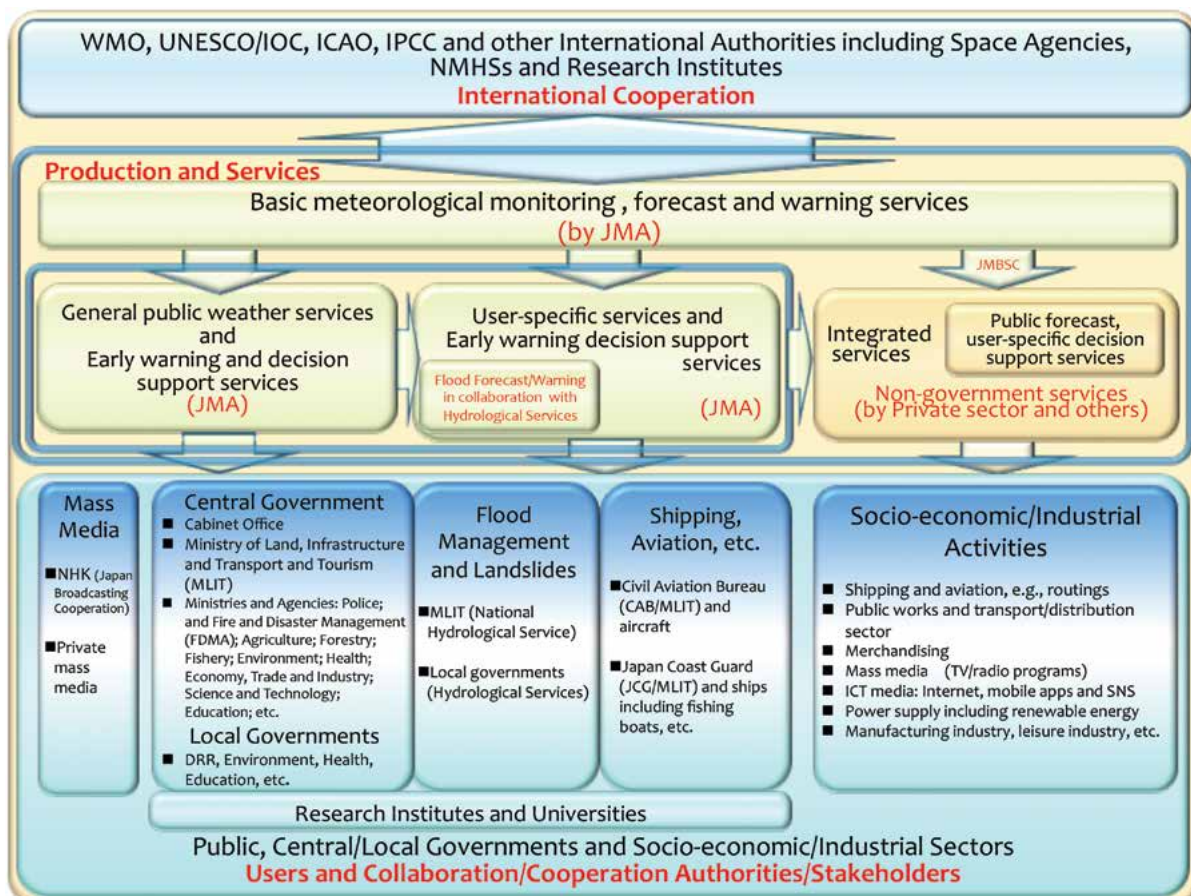 WMO, UNESCO/IOC, ICAO, IPCC and other International Authorities including Space Agencies,
NMHSs and Research Institutes
International Cooperation
Production and Services
Basic meteorological monitoring , forecast and warning services
(by JMA)
JMBSC
General public weather services
and
Early warning and decision
support services
(JMA)
User-specific services and
Early warning decision support
services
Flood Forecast/Warning
in collaboration with
Hydrological Services
(JMA)
Integrated
services
Public forecast,
user-specific decision
support services
Non-government services
(by Private sector and others)
Mass
Media
■NHK (Japan
Broadcasting
Cooperation)
■Private
mass
media
Central Government
■ Cabinet Office
■ Ministry of Land, Infrastructure
and Transport and Tourism
(MLIT)
■ Ministries and Agencies: Police;
and Fire and Disaster Management
(FDMA); Agriculture; Forestry;
Fishery; Environment; Health;
Economy, Trade and Industry;
Science and Technology;
Education; etc.
Local Governments
■ DRR, Environment, Health,
Education, etc.
Flood
Management
and Landslides
■MLIT (National
Hydrological Service)
■Local governments
(Hydrological Services)
Shipping,
Aviation, etc.
■Civil Aviation Bureau
(CAB/MLIT) and
aircraft
■Japan Coast Guard
(JCG/MLIT) and ships
including fishing
boats, etc.
Socio-economic/Industrial
Activities
■ Shipping and aviation, e.g., routings
■ Public works and transport/distribution
sector
■ Merchandising
■ Mass media (TV/radio programs)
■ ICT media: Internet, mobile apps and SNS
■ Power supply including renewable energy
■ Manufacturing industry, leisure industry, etc.
Research Institutes and Universities
Public, Central/Local Governments and Socio-economic/Industrial Sectors
Users and Collaboration/Cooperation Authorities/Stakeholders